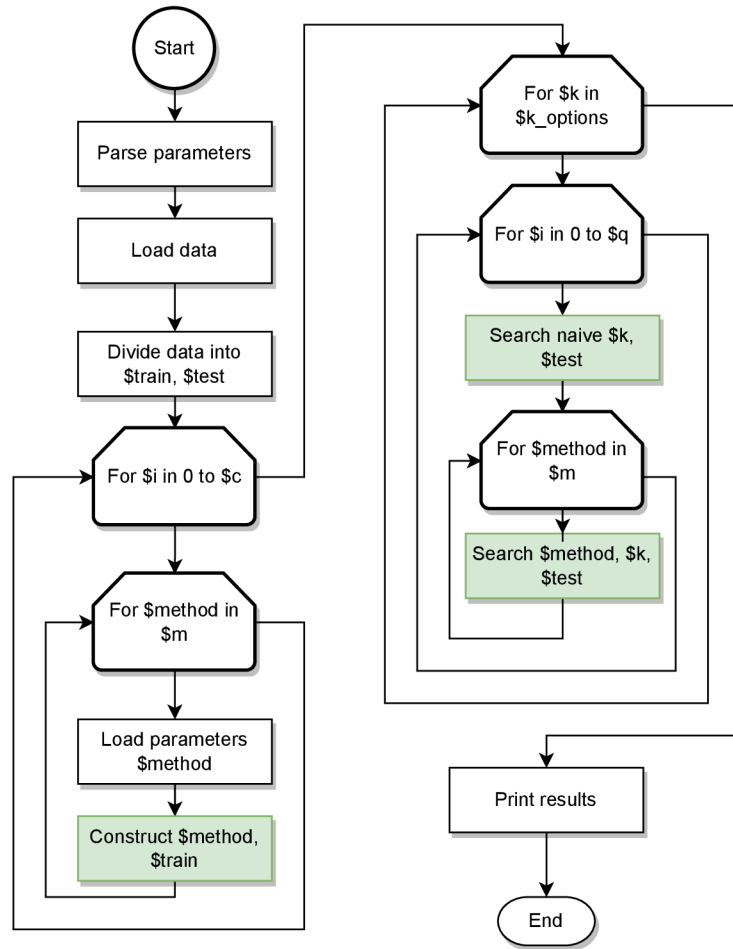 Start
Parse parameters
Load data
Divide data into
$train, $test
For $i in 0 to $c
For $method in
$m
Load parameters
$method
Construct $method,
$train
For $k in
$k_options
For $i in 0 to $q
Search naive $k,
$test
For $method in
$m
Search $method, $k,
$test
Print results
End